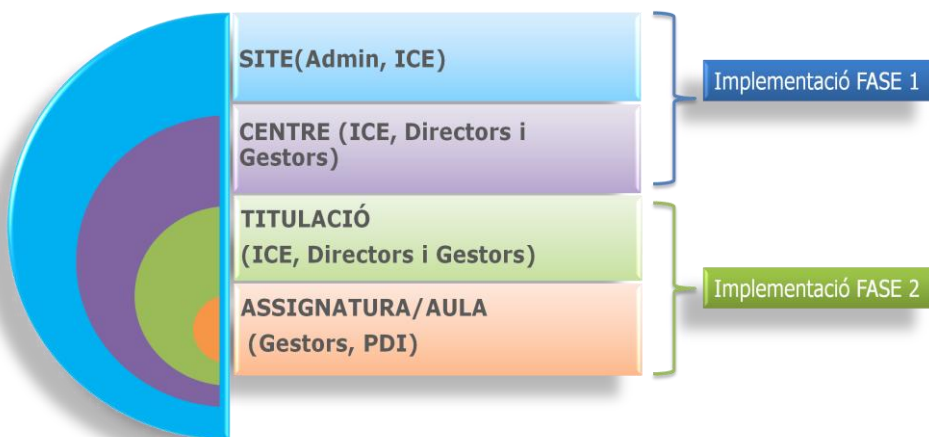 SITE(Admin, ICE)
CENTRE (ICE, Directors i
Gestors)
Implementació FASE 1
TITULACIÓ
(ICE, Directors i Gestors)
ASSIGNATURA/AULA
(Gestors, PDI)
Implementació FASE 2